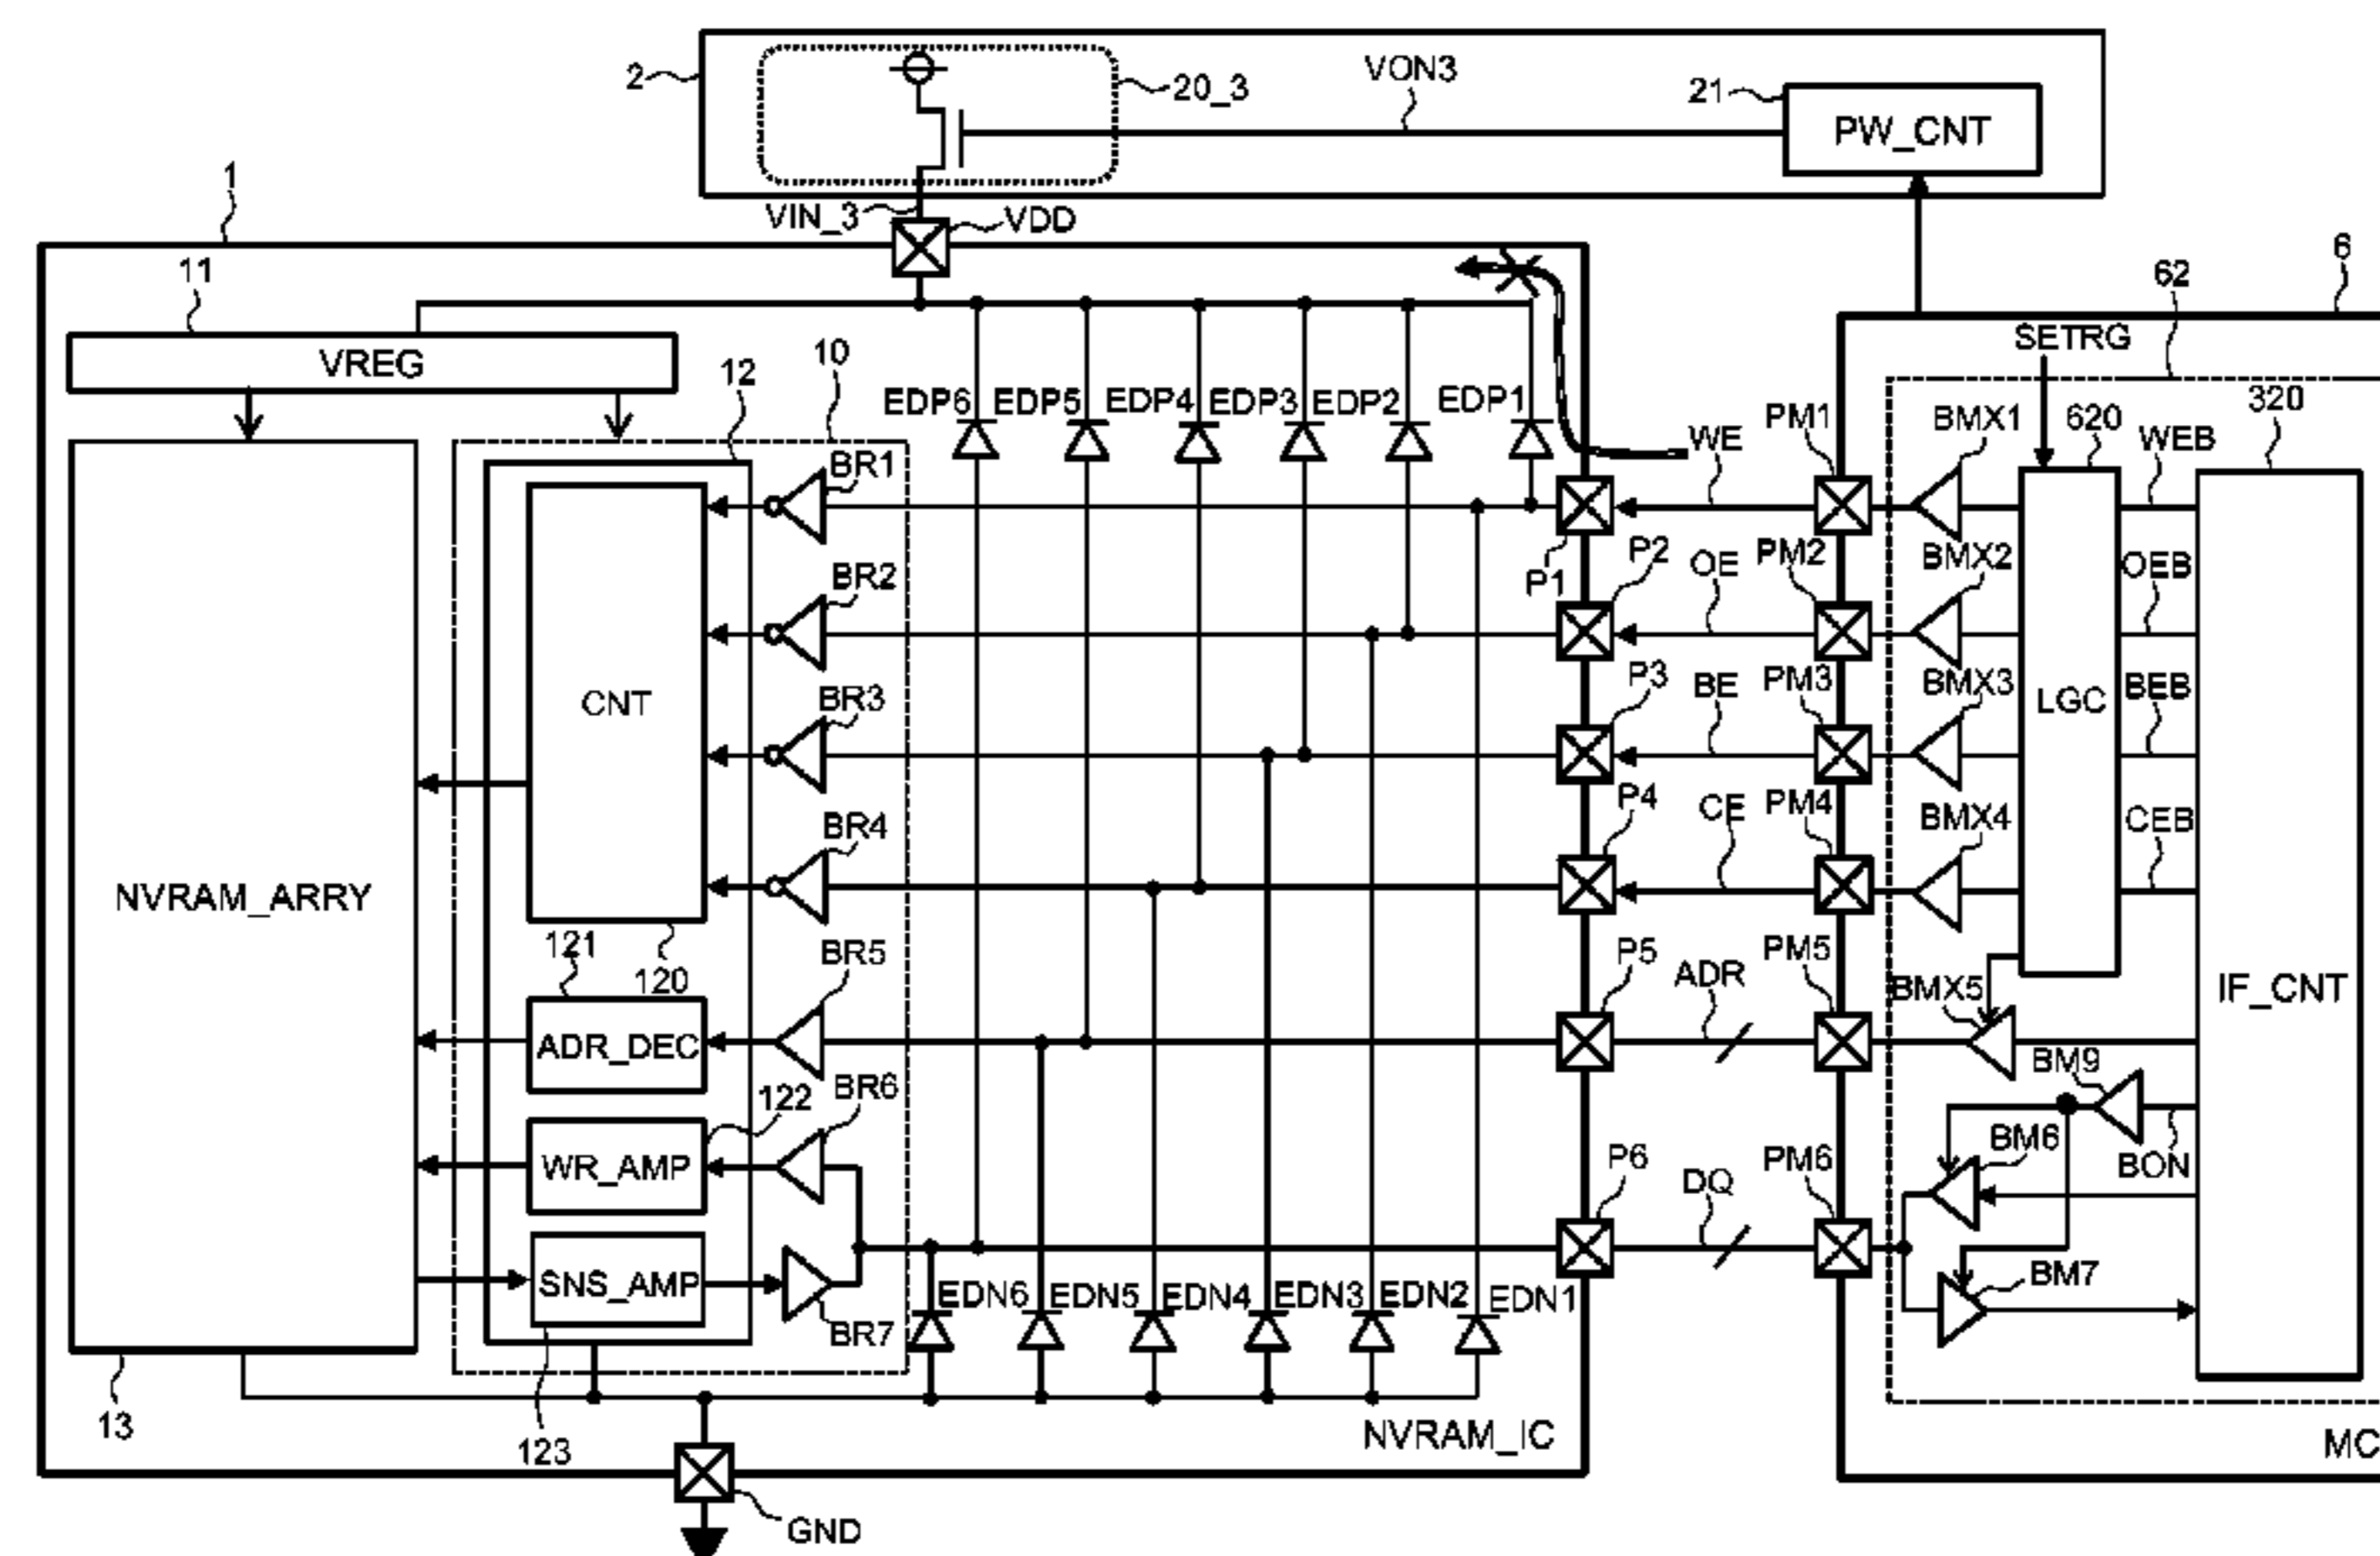 2
20_3
VON3
21
PW_CNT
1
VIN_3
VDD
6
11
62
VREG
10
12
SETRG
EDP6
EDP5
EDP4
EDP3
EDP2
EDP1
WE
PM1
BMX1
620
WEB
320
BR1
P1
P2
OE
PM2
BMX2
OEB
BR2
CNT
BR3
P3
BE
PM3
BMX3
LGC
BEB
BR4
P4
CE
PM4
BMX4
CEB
NVRAM_ARRY
121
120
BR5
P5
ADR
PM5
BMX5
IF_CNT
ADR_DEC
122
BR6
BM9
WR_AMP
P6
DQ
PM6
BM6
BON
SNS_AMP
BR7
EDN6
EDN5
EDN4
EDN3
EDN2
EDN1
BM7
13
123
NVRAM_IC
MC
GND